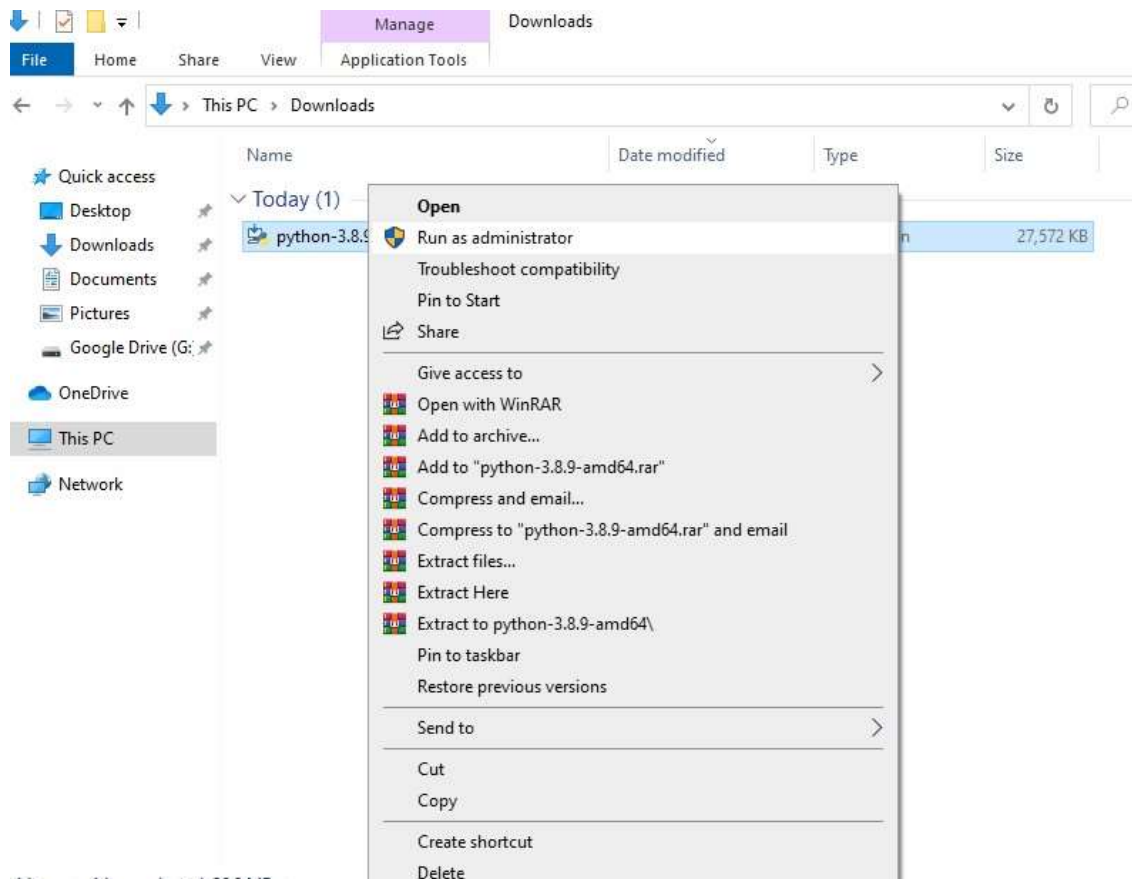 Manage
Downloads
File Home Share View Application Tools
This PC > Downloads
Name Date modified Type Size
Quick access
Today (1)
Desktop
Open
python-3.8.9
27,572 KB
Run as administrator
Downloads
Troubleshoot compatibility
Documents
Pin to Start
Pictures
Share
Google Drive (G:
Give access to
OneDrive
Open with WinRAR
This PC
Add to archive...
Add to "python-3.8.9-amd64.rar"
Network
Compress and email...
Compress to "python-3.8.9-amd64.rar" and email
Extract files...
Extract Here
Extract to python-3.8.9-amd64\
Pin to taskbar
Restore previous versions
Send to
Cut
Copy
Create shortcut
Delete